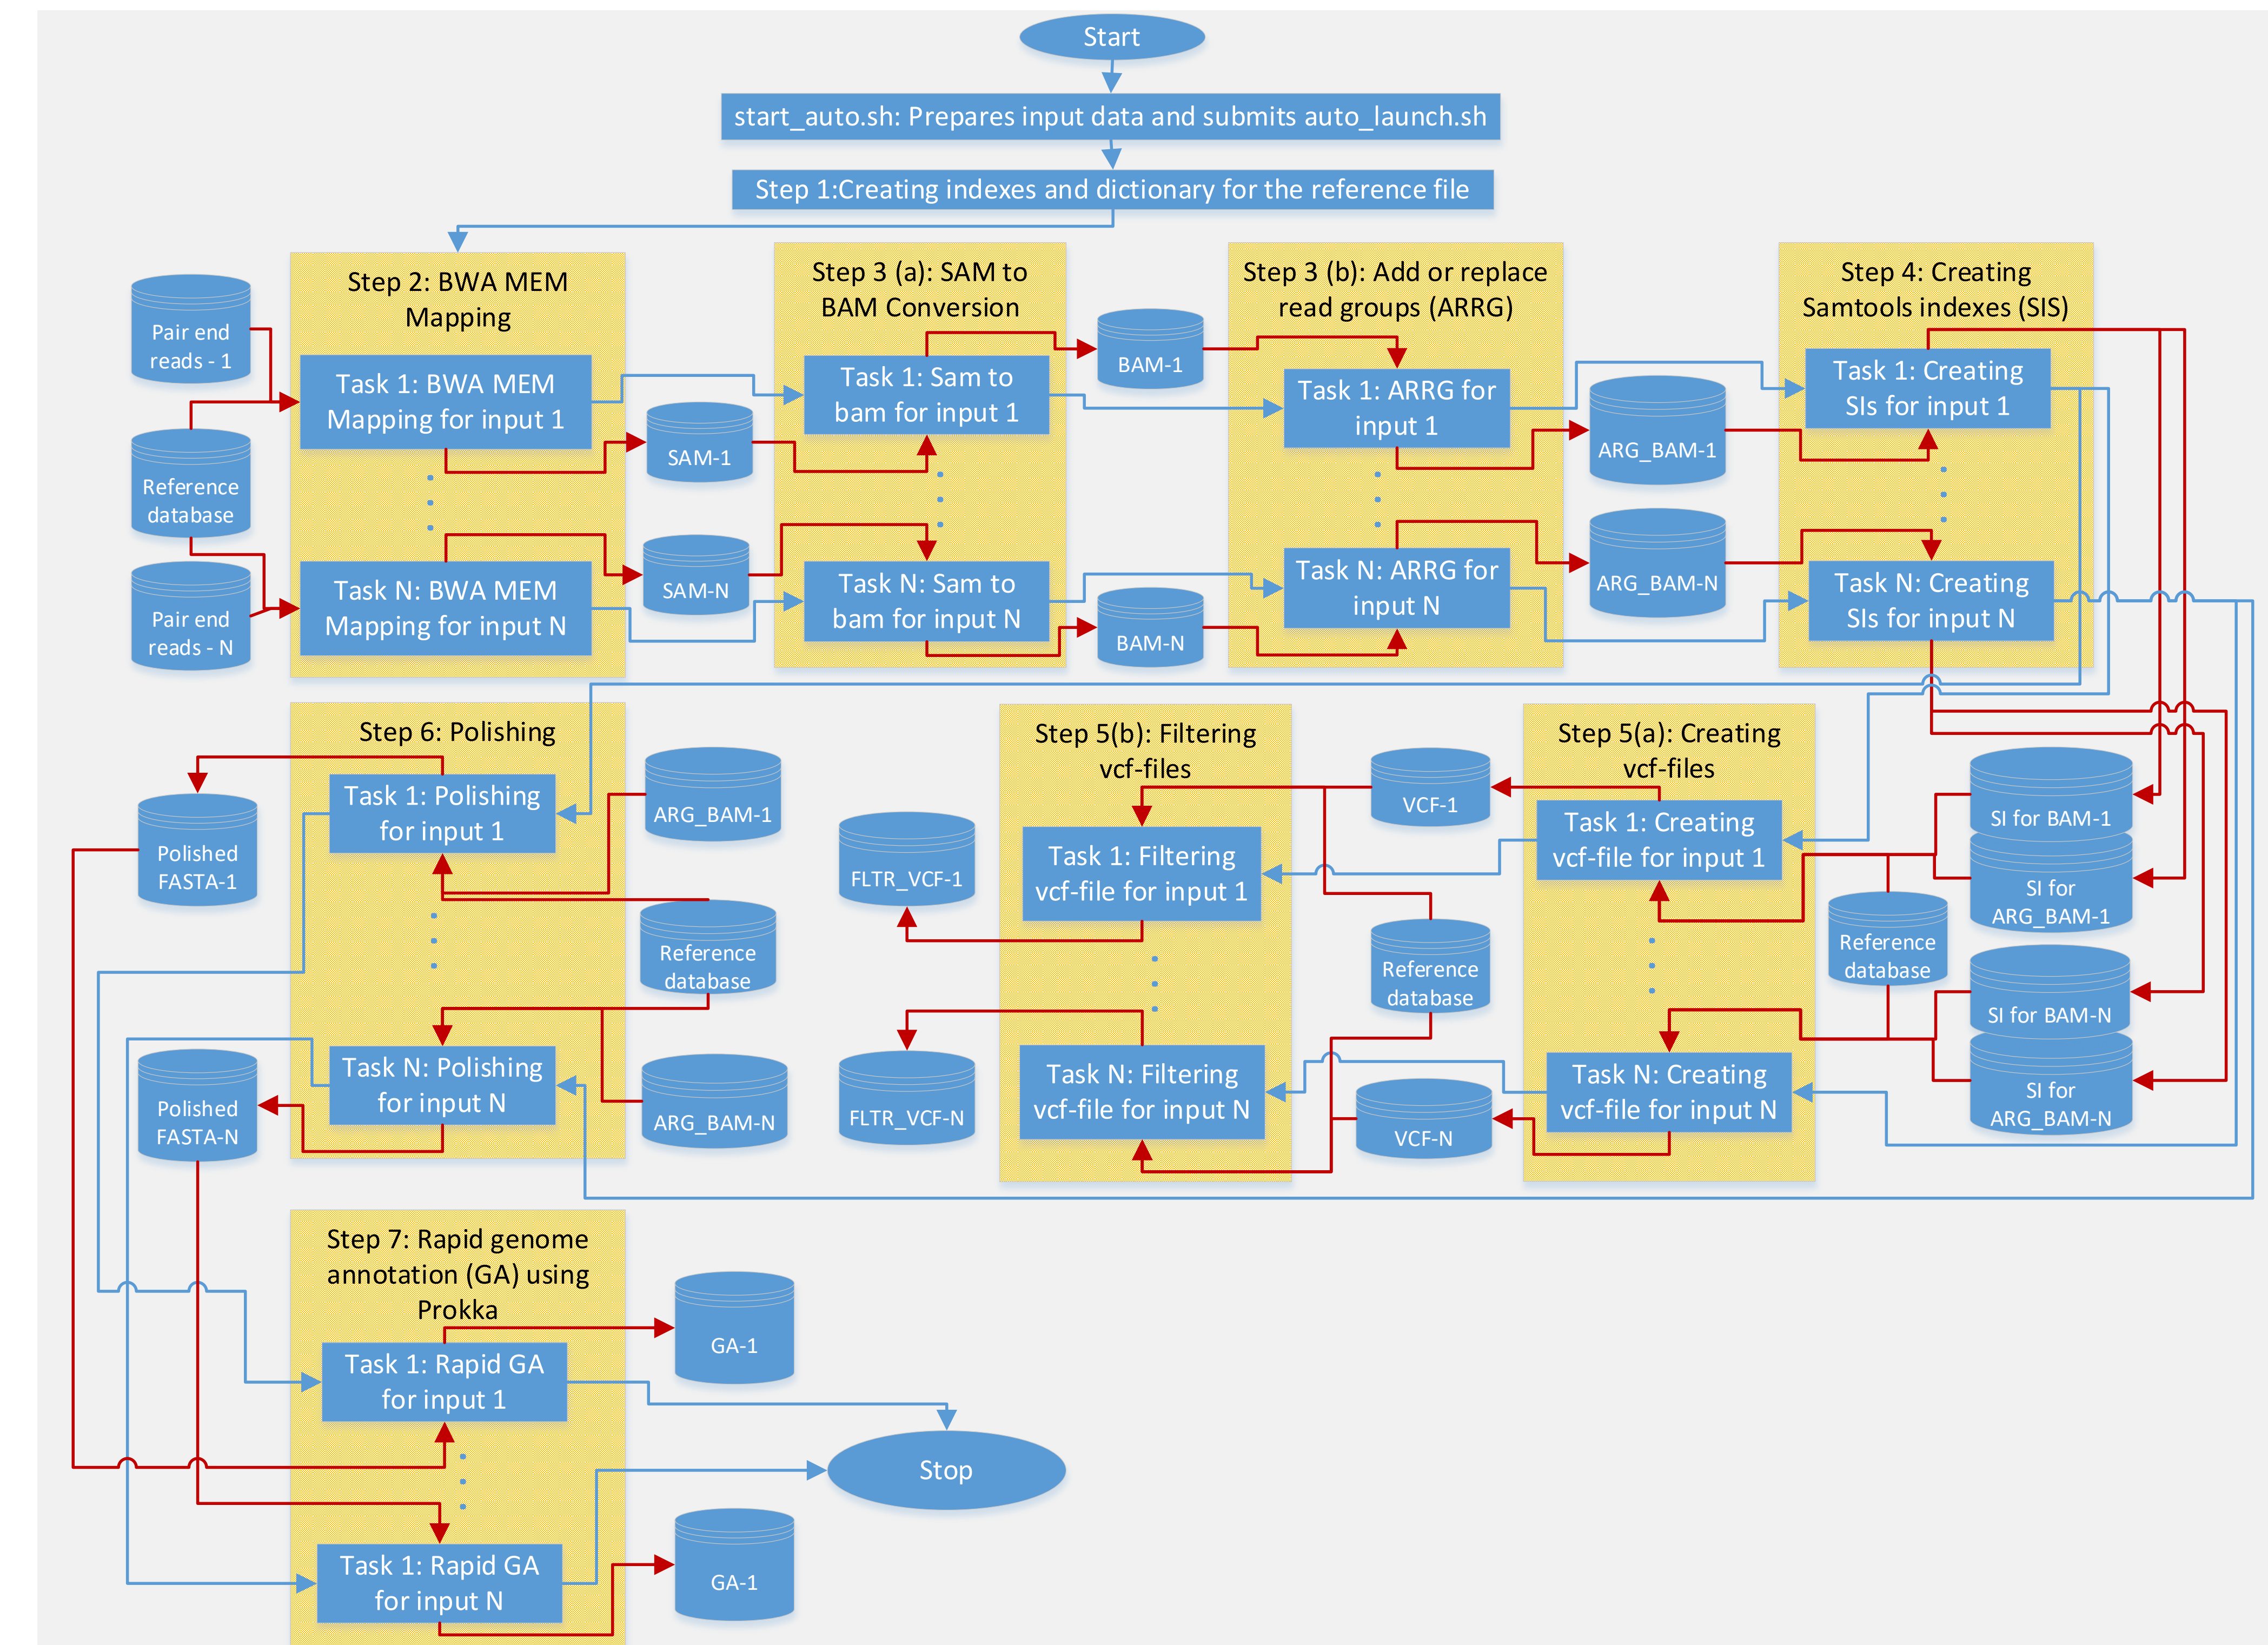 Start
start_auto.sh: Prepares input data and submits auto_launch.sh
Step 1:Creating indexes and dictionary for the reference file
Pair end
reads - 1
Reference
database
Pair end
reads - N
Step 2: BWA MEM
Mapping
Task 1: BWA MEM
Mapping for input 1
Task N: BWA MEM
Mapping for input N
SAM-1
SAM-N
Step 3 (a): SAM to
BAM Conversion
Task 1: Sam to
bam for input 1
Task N: Sam to
bam for input N
BAM-1
BAM-N
Step 3 (b): Add or replace
read groups (ARRG)
Task 1: ARRG for
input 1
Task N: ARRG for
input N
ARG_BAM-1
ARG_BAM-N
Step 4: Creating
Samtools indexes (SIS)
Task 1: Creating
SIs for input 1
Task N: Creating
SIs for input N
Polished
FASTA-1
Polished
FASTA-N
Step 6: Polishing
Task 1: Polishing
for input 1
Task N: Polishing
for input N
ARG_BAM-1
Reference
database
ARG_BAM-N
FLTR_VCF-1
FLTR_VCF-N
Step 5(b): Filtering
vcf-files
Task 1: Filtering
vcf-file for input 1
Task N: Filtering
vcf-file for input N
VCF-1
Reference
database
VCF-N
Step 5(a): Creating
vcf-files
Task 1: Creating
vcf-file for input 1
Task N: Creating
vcf-file for input N
Reference
database
SI for BAM-1
SI for
ARG_BAM-1
SI for BAM-N
SI for
ARG_BAM-N
Step 7: Rapid genome
annotation (GA) using
Prokka
Task 1: Rapid GA
for input 1
Task 1: Rapid GA
for input N
GA-1
Stop
GA-1